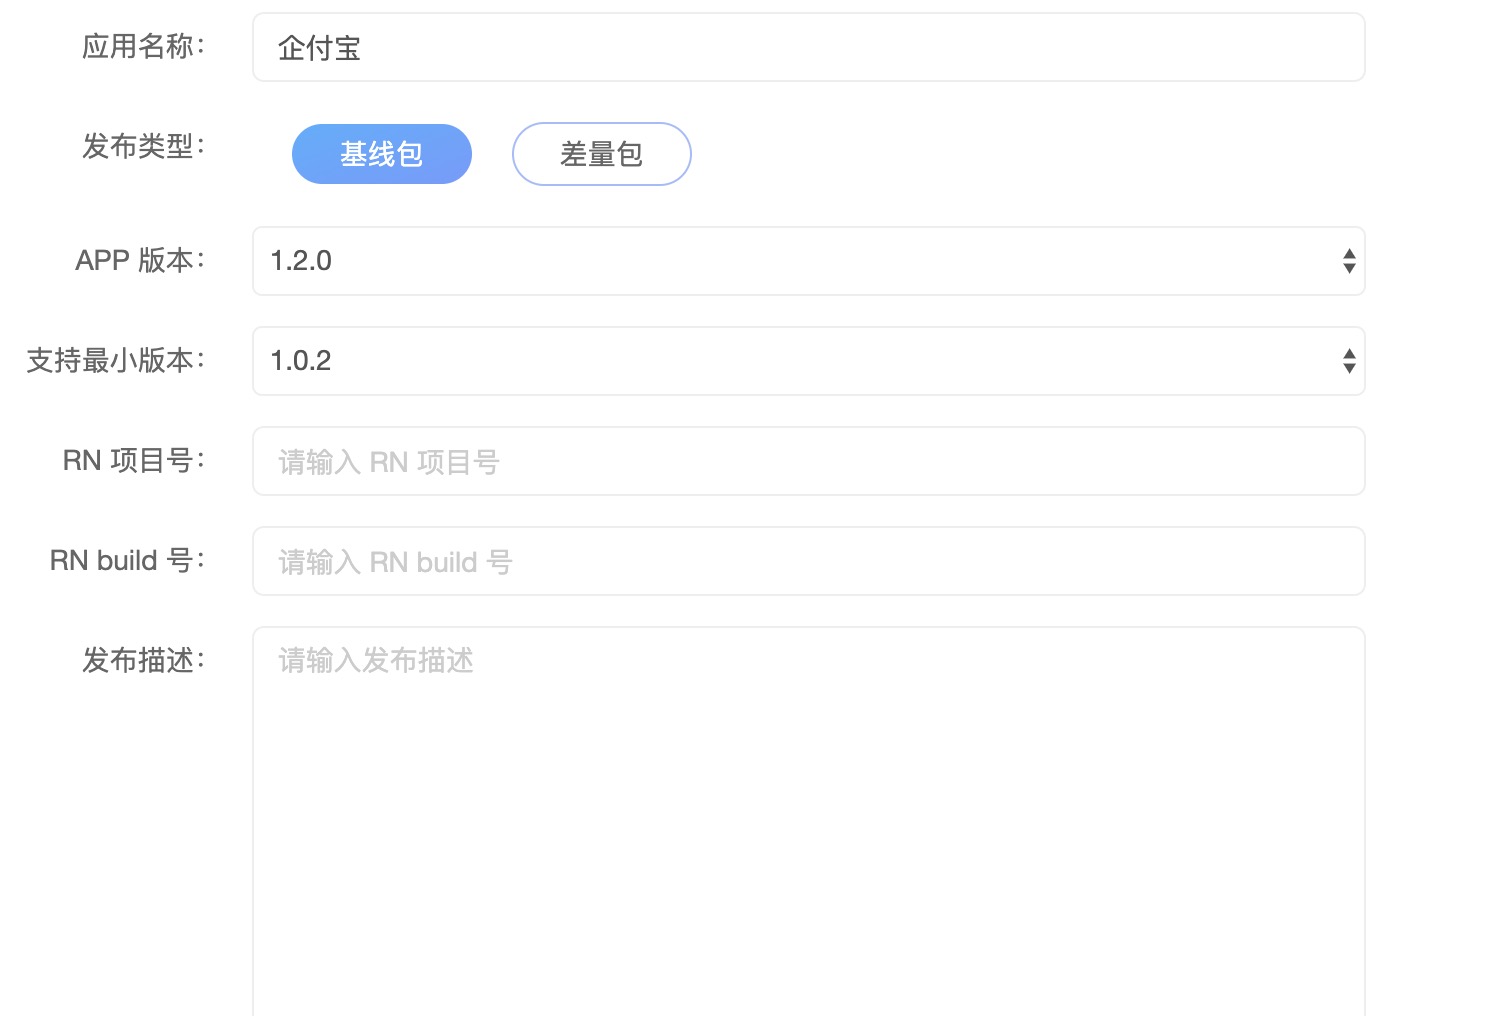 应用名称：
企付宝
发布类型：
基线包
差量包
APP 版本：
1.2.0
支持最小版本：
1.0.2
RN 项目号：
请输入 RN 项目号
RN build 号：
请输入 RN build 号
发布描述：
请输入发布描述